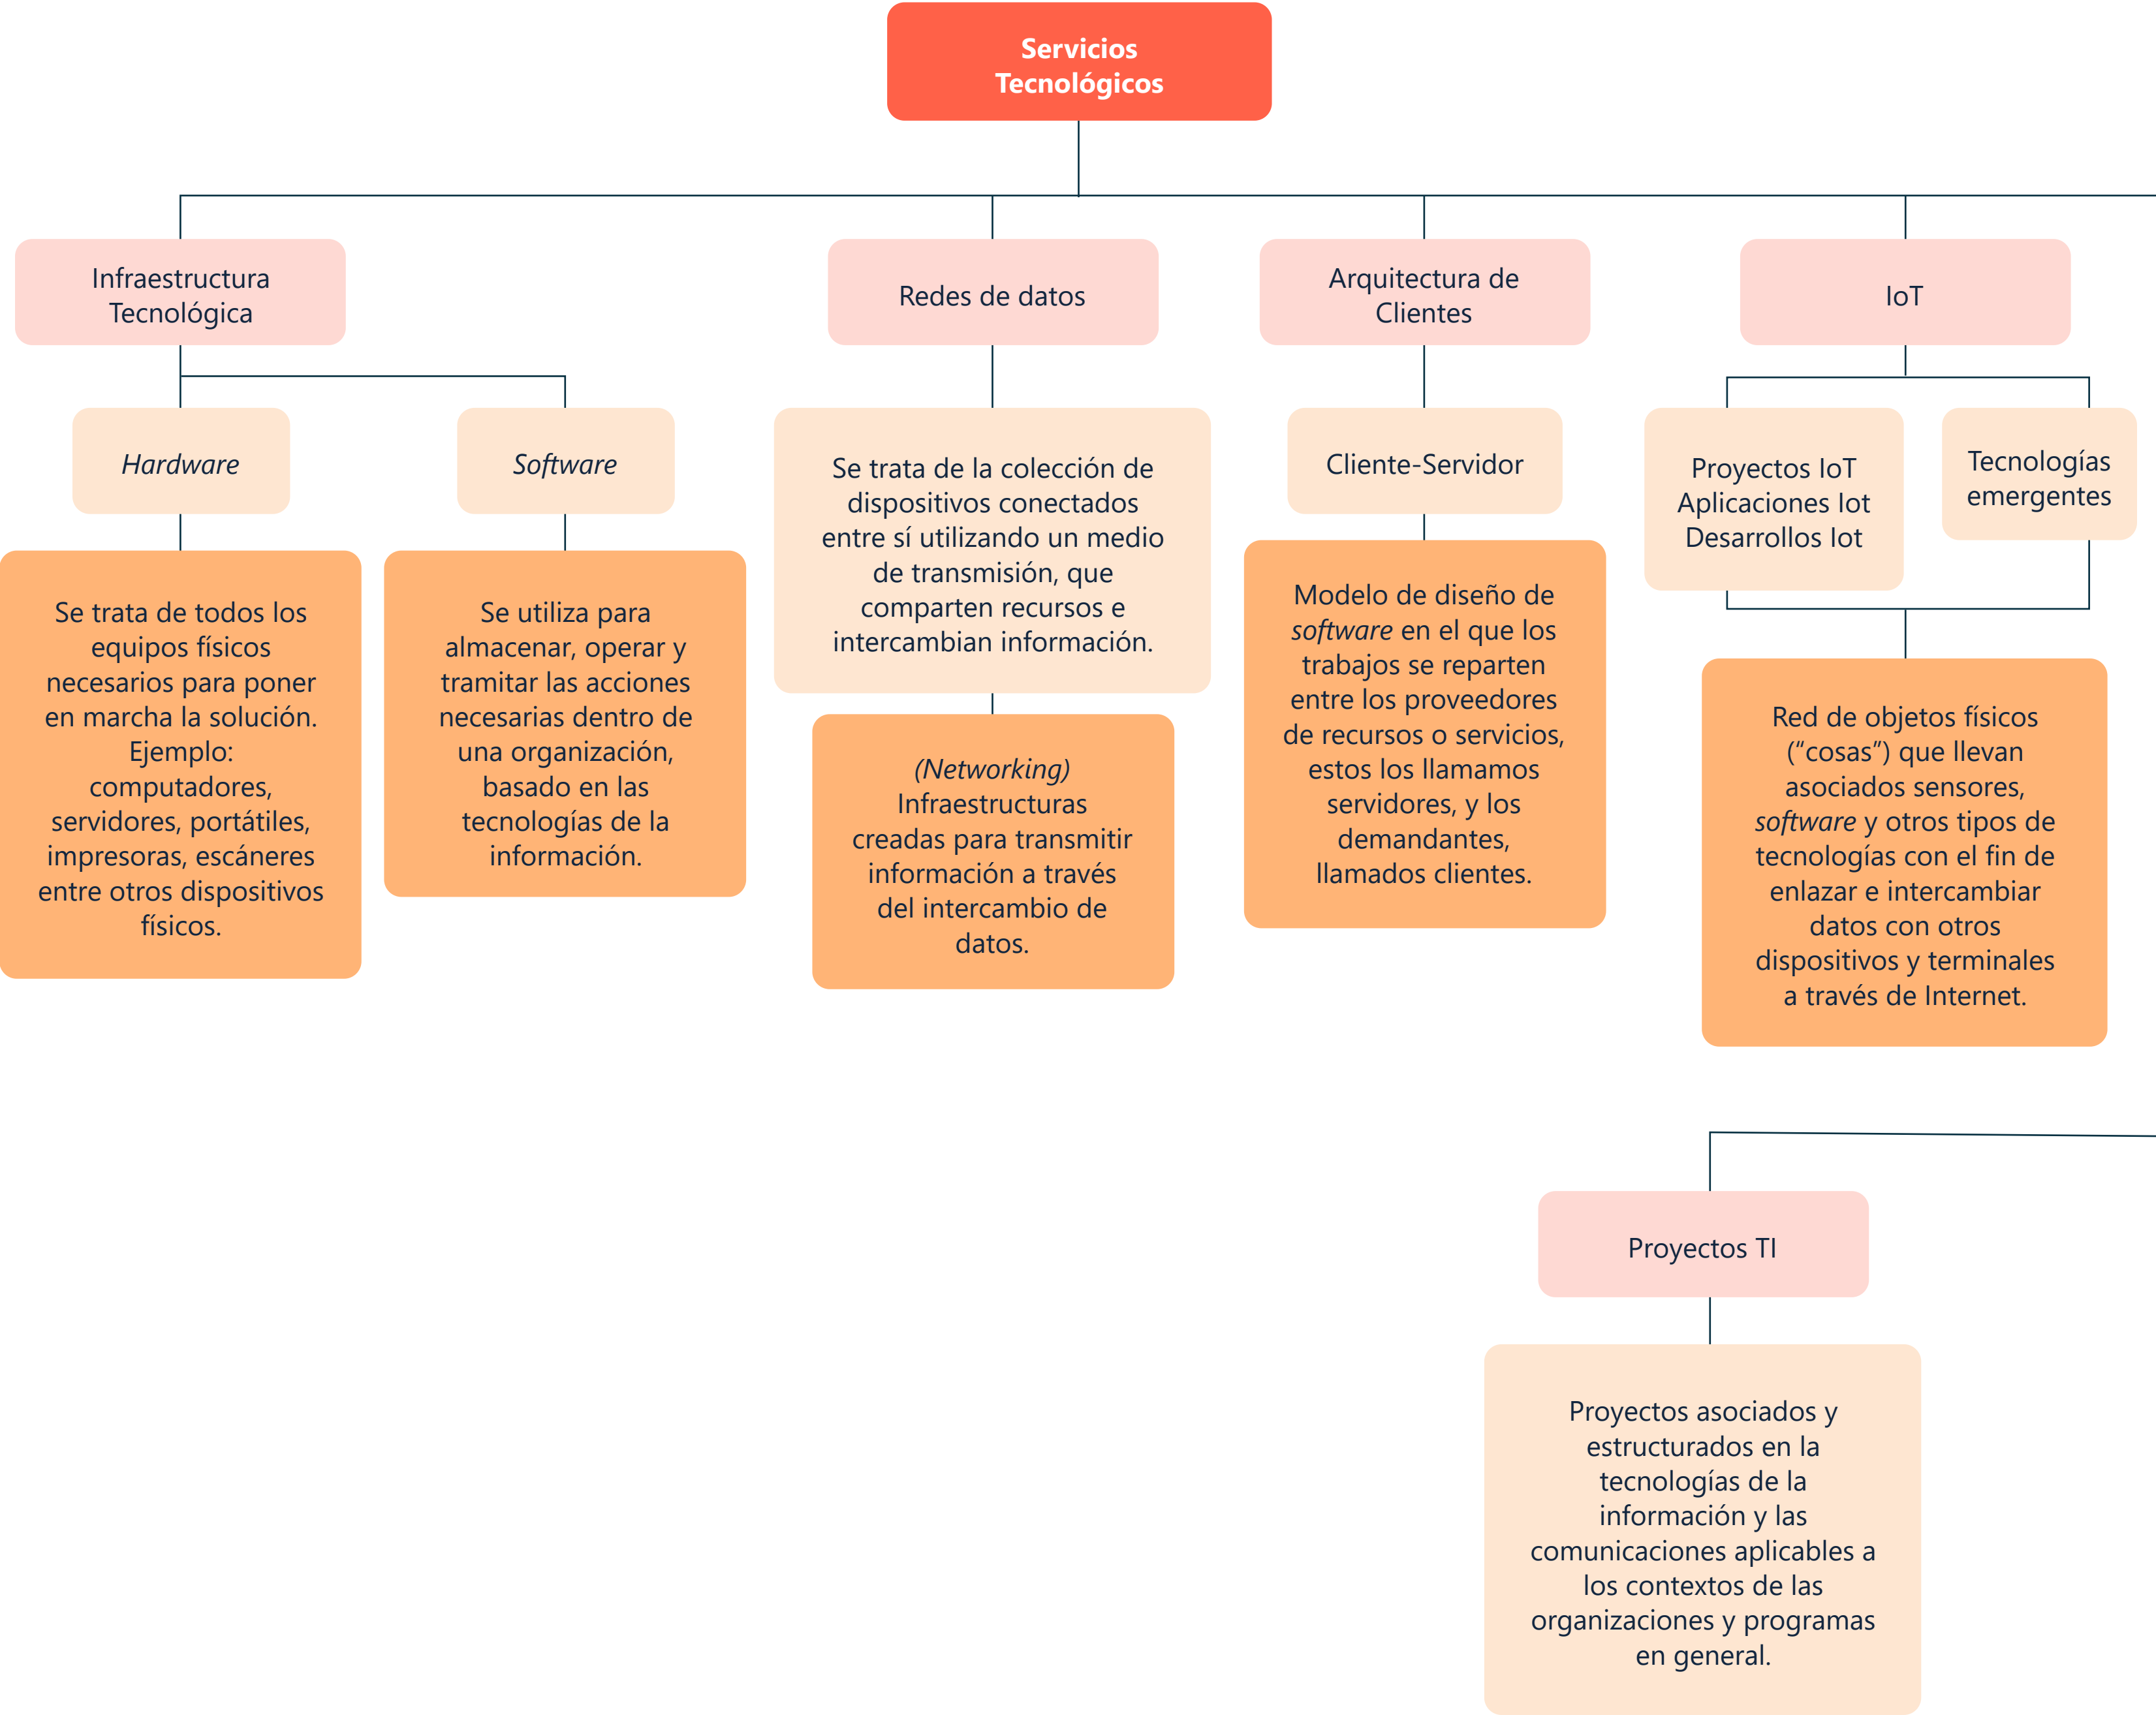 Servicios
Tecnológicos
Infraestructura
Tecnológica
Redes de datos
Arquitectura de
Clientes
IoT
Hardware
Software
Se trata de la colección de
dispositivos conectados
entre sí utilizando un medio
de transmisión, que
comparten recursos e
intercambian información.
Cliente-Servidor
Proyectos IoT
Aplicaciones Iot
Desarrollos Iot
Tecnologías
emergentes
Se trata de todos los
equipos físicos
necesarios para poner
en marcha la solución.
Ejemplo:
computadores,
servidores, portátiles,
impresoras, escáneres
entre otros dispositivos
físicos.
Se utiliza para
almacenar, operar y
tramitar las acciones
necesarias dentro de
una organización,
basado en las
tecnologías de la
información.
(Networking)
Infraestructuras
creadas para transmitir
información a través
del intercambio de
datos.
Modelo de diseño de
software en el que los
trabajos se reparten
entre los proveedores
de recursos o servicios,
estos los llamamos
servidores, y los
demandantes,
llamados clientes.
Red de objetos físicos
(“cosas”) que llevan
asociados sensores,
software y otros tipos de
tecnologías con el fin de
enlazar e intercambiar
datos con otros
dispositivos y terminales
a través de Internet.
Proyectos TI
Proyectos asociados y
estructurados en la
tecnologías de la
información y las
comunicaciones aplicables a
los contextos de las
organizaciones y programas
en general.